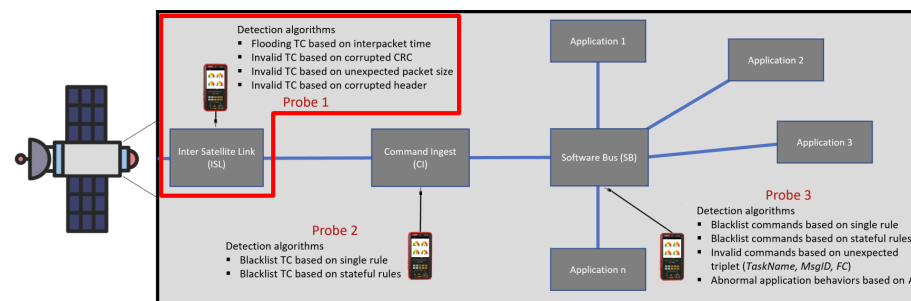 Detection algorithms
▪ Flooding TC based on interpacket time
▪ Invalid TC based on corrupted CRC
▪ Invalid TC based on unexpected packet size
▪ Invalid TC based on corrupted header
Probe 1
Inter Satellite Link
(ISL)
Command Ingest
(CI)
Software Bus (SB)
Application 1
Application 2
Application 3
Application n
Probe 2
Detection algorithms
▪ Blacklist TC based on single rule
▪ Blacklist TC based on stateful rules
Probe 3
Detection algorithms
▪ Blacklist commands based on single rule
▪ Blacklist commands based on stateful rules
▪ Invalid commands based on unexpected
triplet (TaskName, MsgID, FC)
▪ Abnormal application behaviors based on